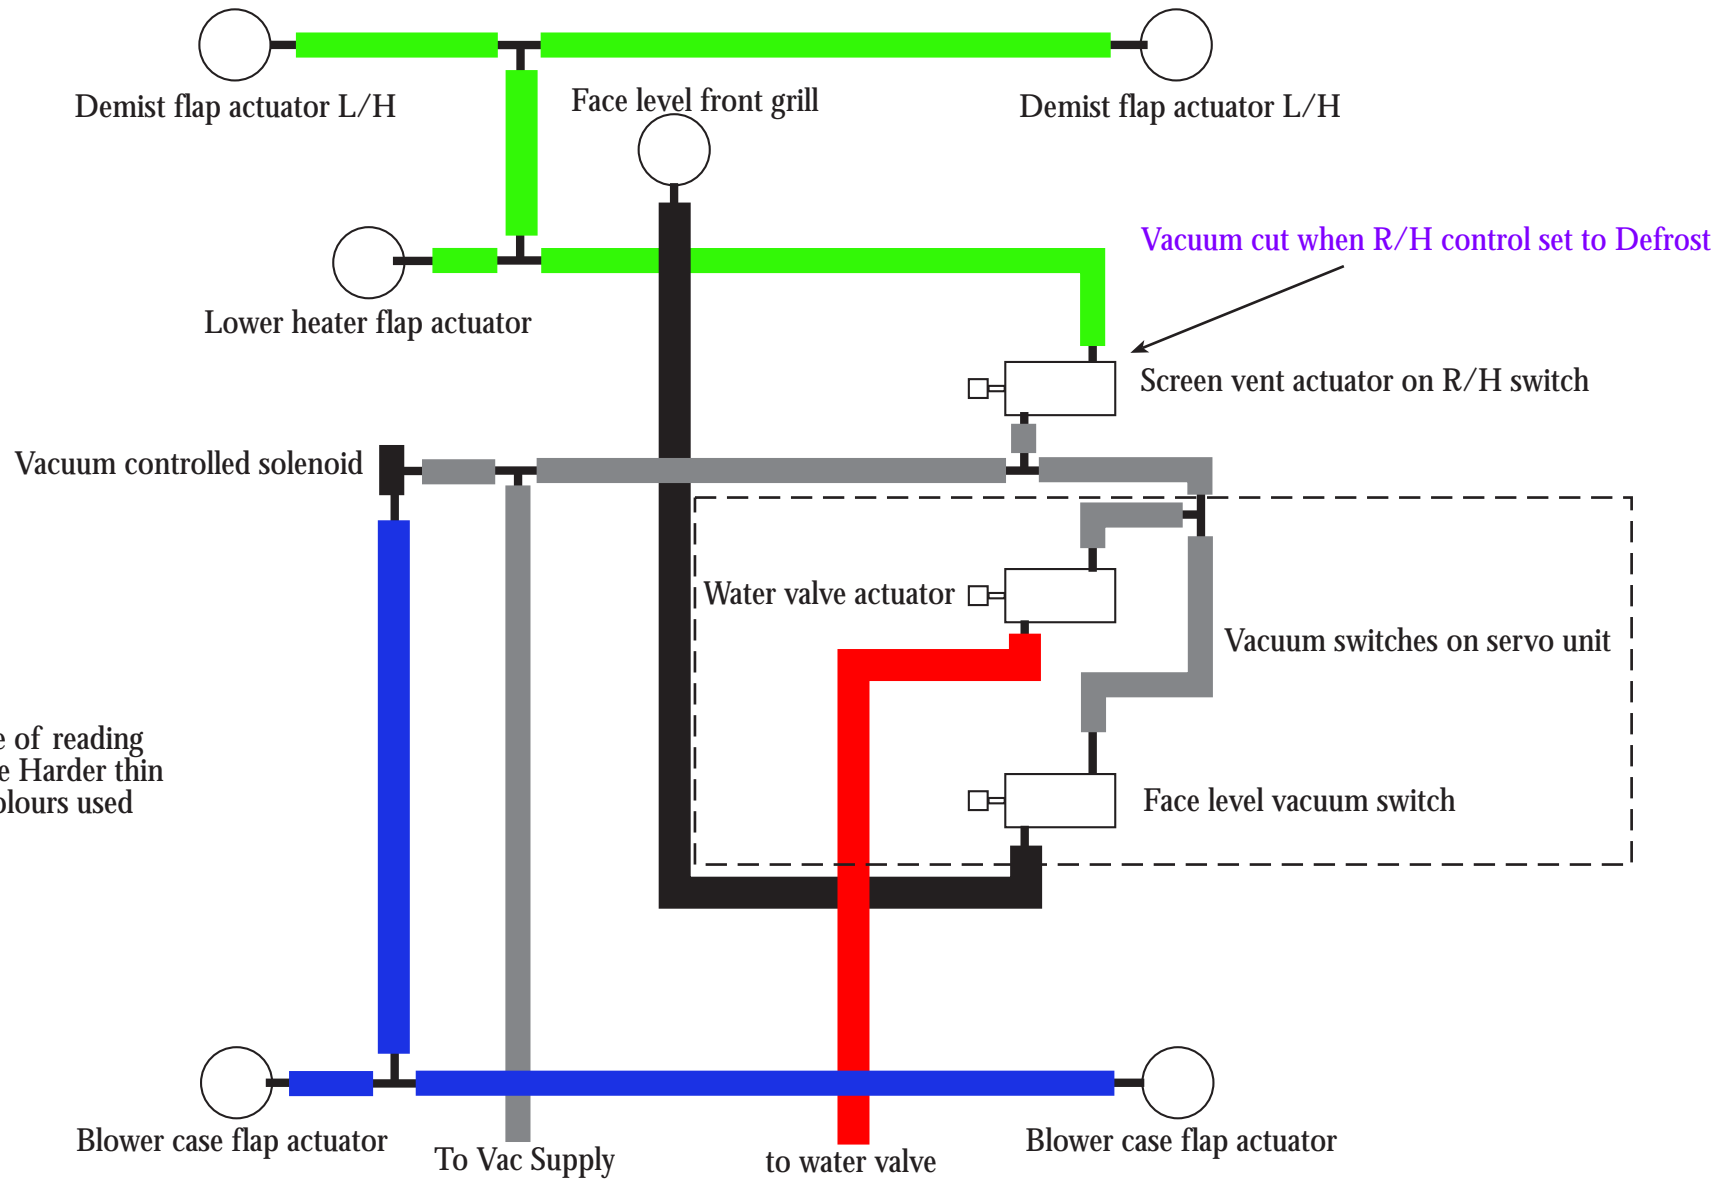 Demist flap actuator L/H
Face level front grill
Demist flap actuator L/H
Vacuum cut when R/H control set to Defrost
Lower heater flap actuator
Screen vent actuator on R/H switch
Vacuum controlled solenoid
Water valve actuator
Vacuum switches on servo unit
of reading
Harder thin
used
Face level vacuum switch
Blower case flap actuator
To Vac Supply
to water valve
Blower case flap actuator